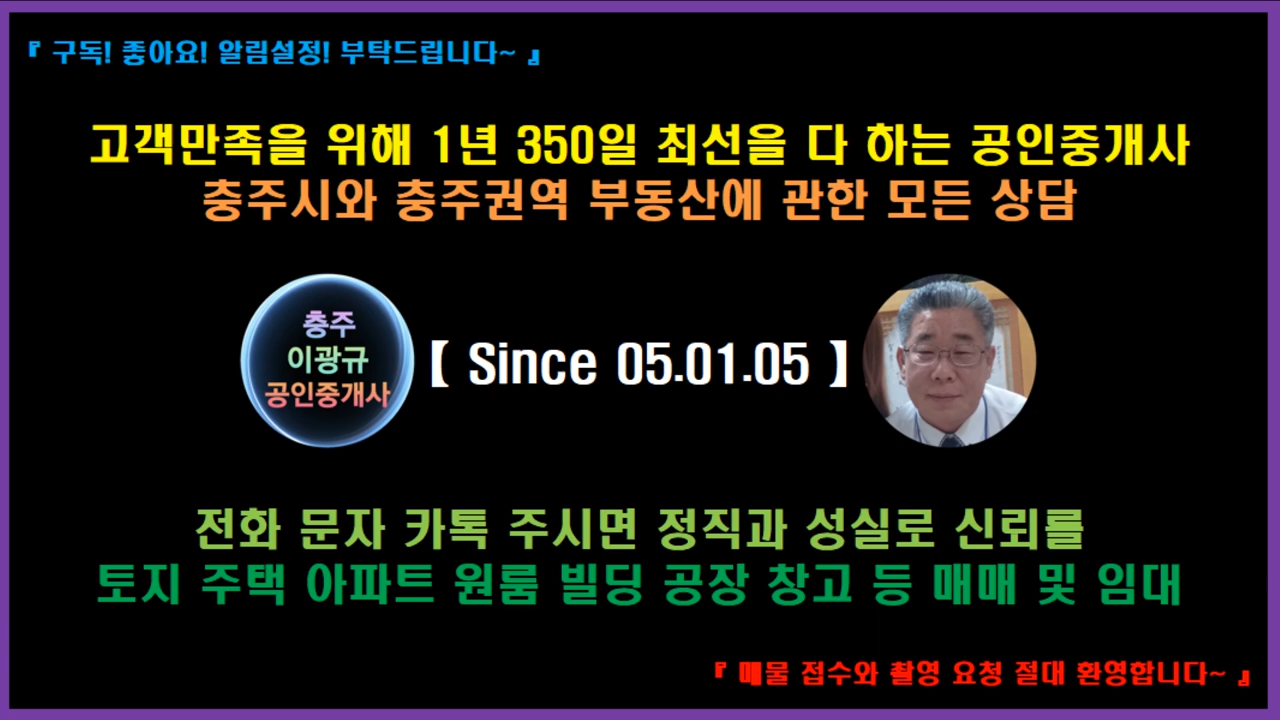 『 구독! 좋아요! 알림설정! 부탁드립니다~ 』
고객만족을 위해 1년 350일 최선을 다 하는 공인중개사
충주시와 충주권역 부동산에 관한 모든 상담
충주
이광규
공인중개사
【 Since 05.01.05 】
전화 문자 카톡 주시면 정직과 성실로 신뢰를
토지 주택 아파트 원룸 빌딩 공장 창고 등 매매 및 임대
『 매물 접수와 촬영 요청 절대 환영합니다~ 』